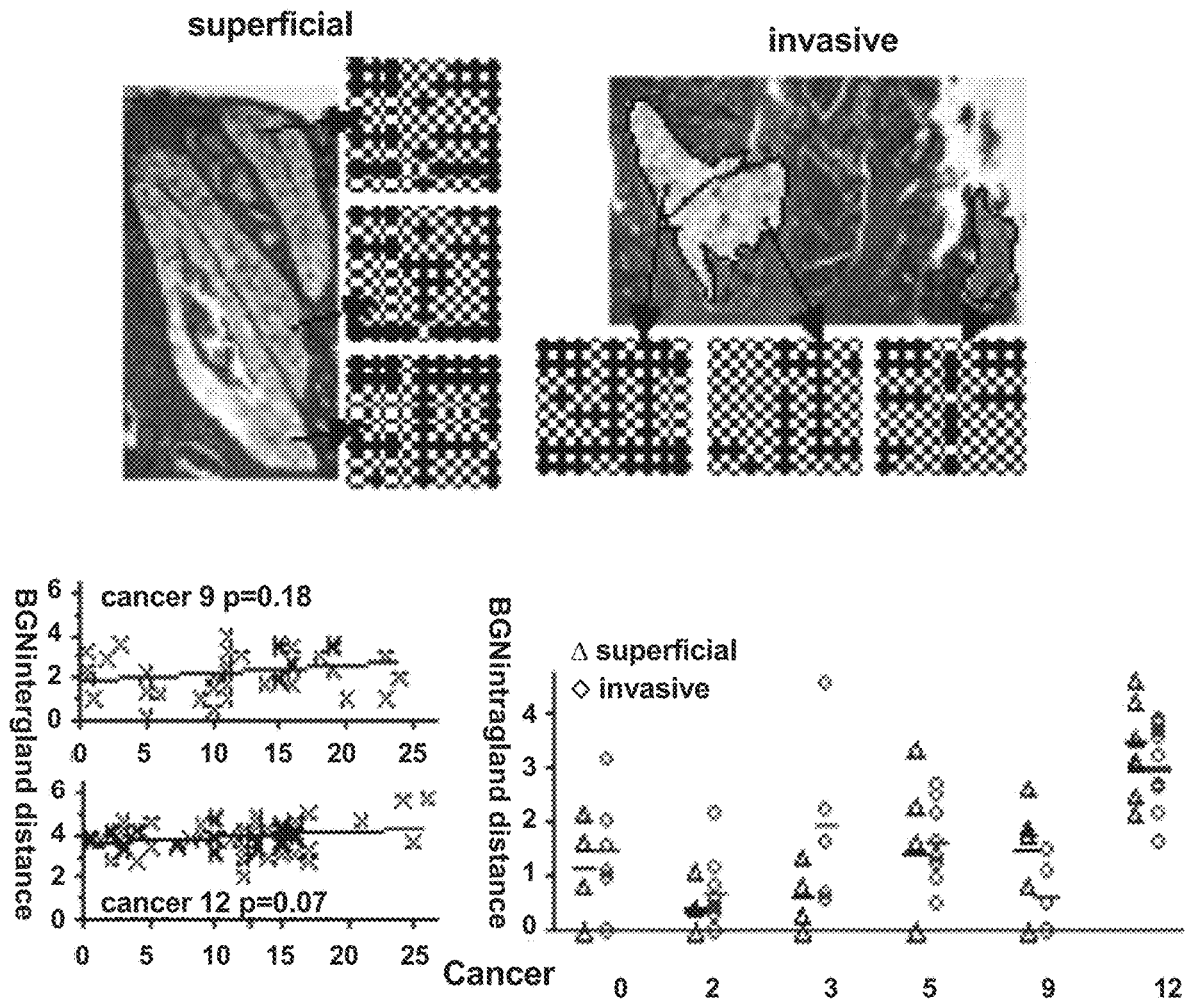 superficial
invasive
BGNintergland distance
6
4
2
0
cancer 9 p=0.18
0 5 10 15 20 25
6
4
2
0
cancer 12 p=0.07
0 5 10 15 20 25
BGNintragland distance
△ superficial
◇ invasive
4
3
2
1
0
Cancer 0 2 3 5 9 12